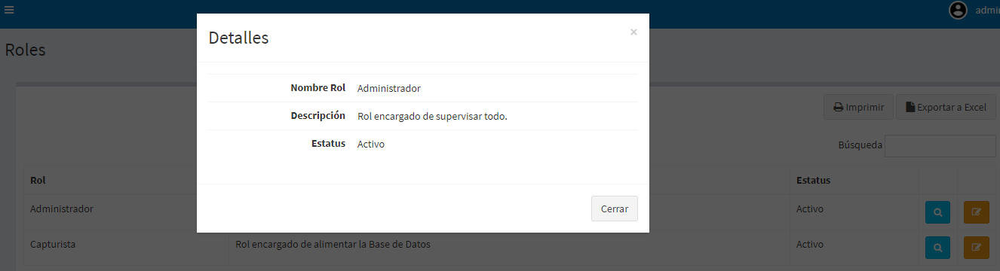 admi
Roles
Detalles
×
Nombre Rol Administrador
Descripción Rol encargado de supervisar todo.
Estatus Activo
Cerrar
Imprimir Exportar a Excel
Búsqueda
Rol Estatus
Administrador Activo
Capturista Rol encargado de alimentar la Base de Datos Activo